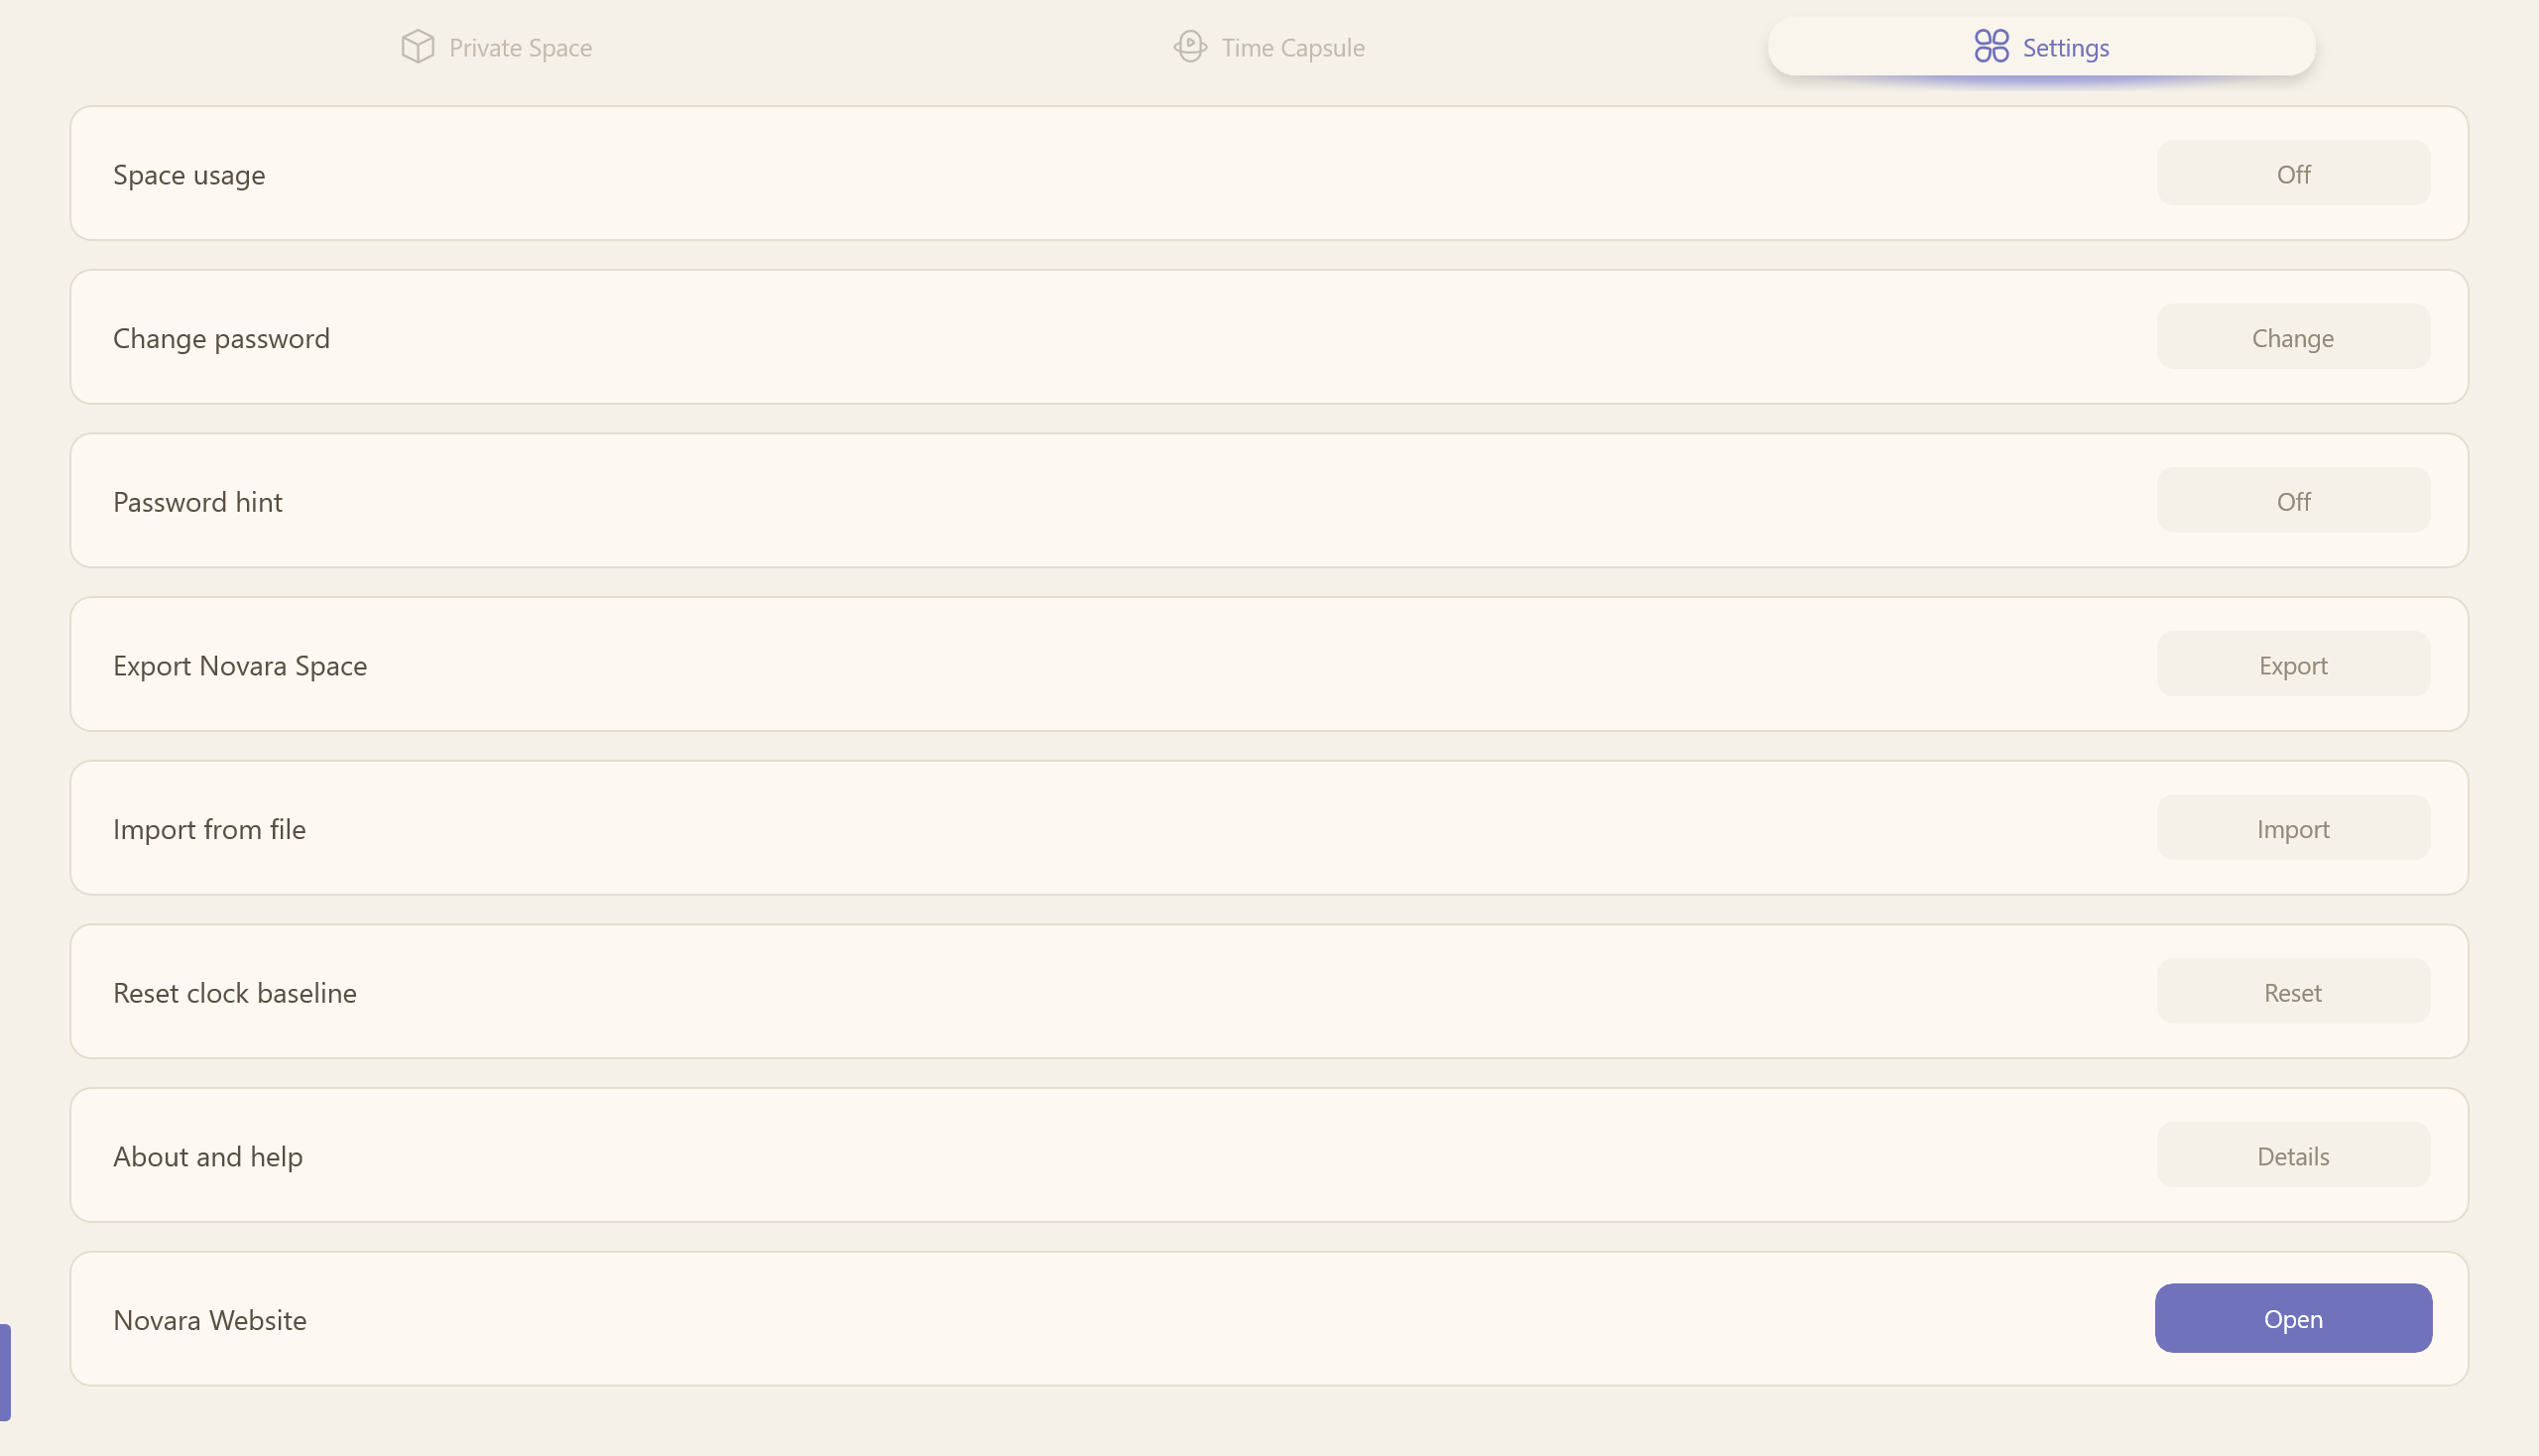 Private Space
Time Capsule
Settings
Space usage
Off
Change password
Change
Password hint
Off
Export Novara Space
Export
Import from file
Import
Reset clock baseline
Reset
About and help
Details
Novara Website
Open